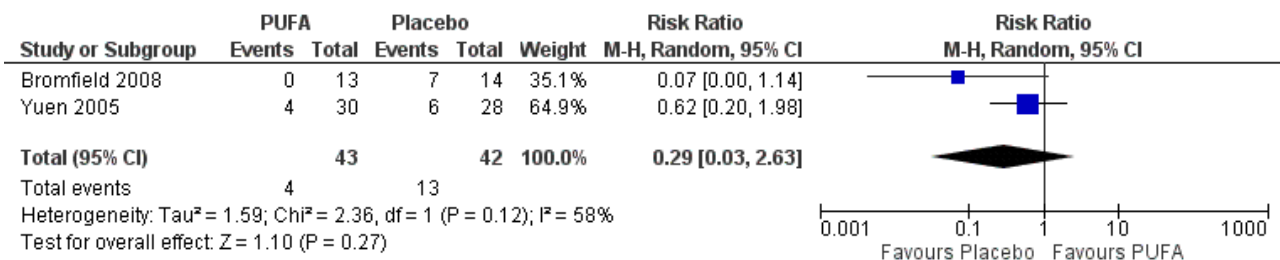 PUFA Placebo Risk Ratio Risk Ratio
Study or Subgroup Events Total Events Total Weight M-H, Random, 95% CI M-H, Random, 95% CI
Bromfield 2008 0 13 7 14 35.1% 0.07 [0.00, 1.14]
Yuen 2005 4 30 6 28 64.9% 0.62 [0.20, 1.98]
Total (95% CI) 43 42 100.0% 0.29 [0.03, 2.63]
Total events 4 13
Heterogeneity: Tau² = 1.59; Chi² = 2.36, df = 1 (P = 0.12); I² = 58%
Test for overall effect: Z = 1.10 (P = 0.27)
0.001 0.1 1 10 1000
Favours Placebo Favours PUFA